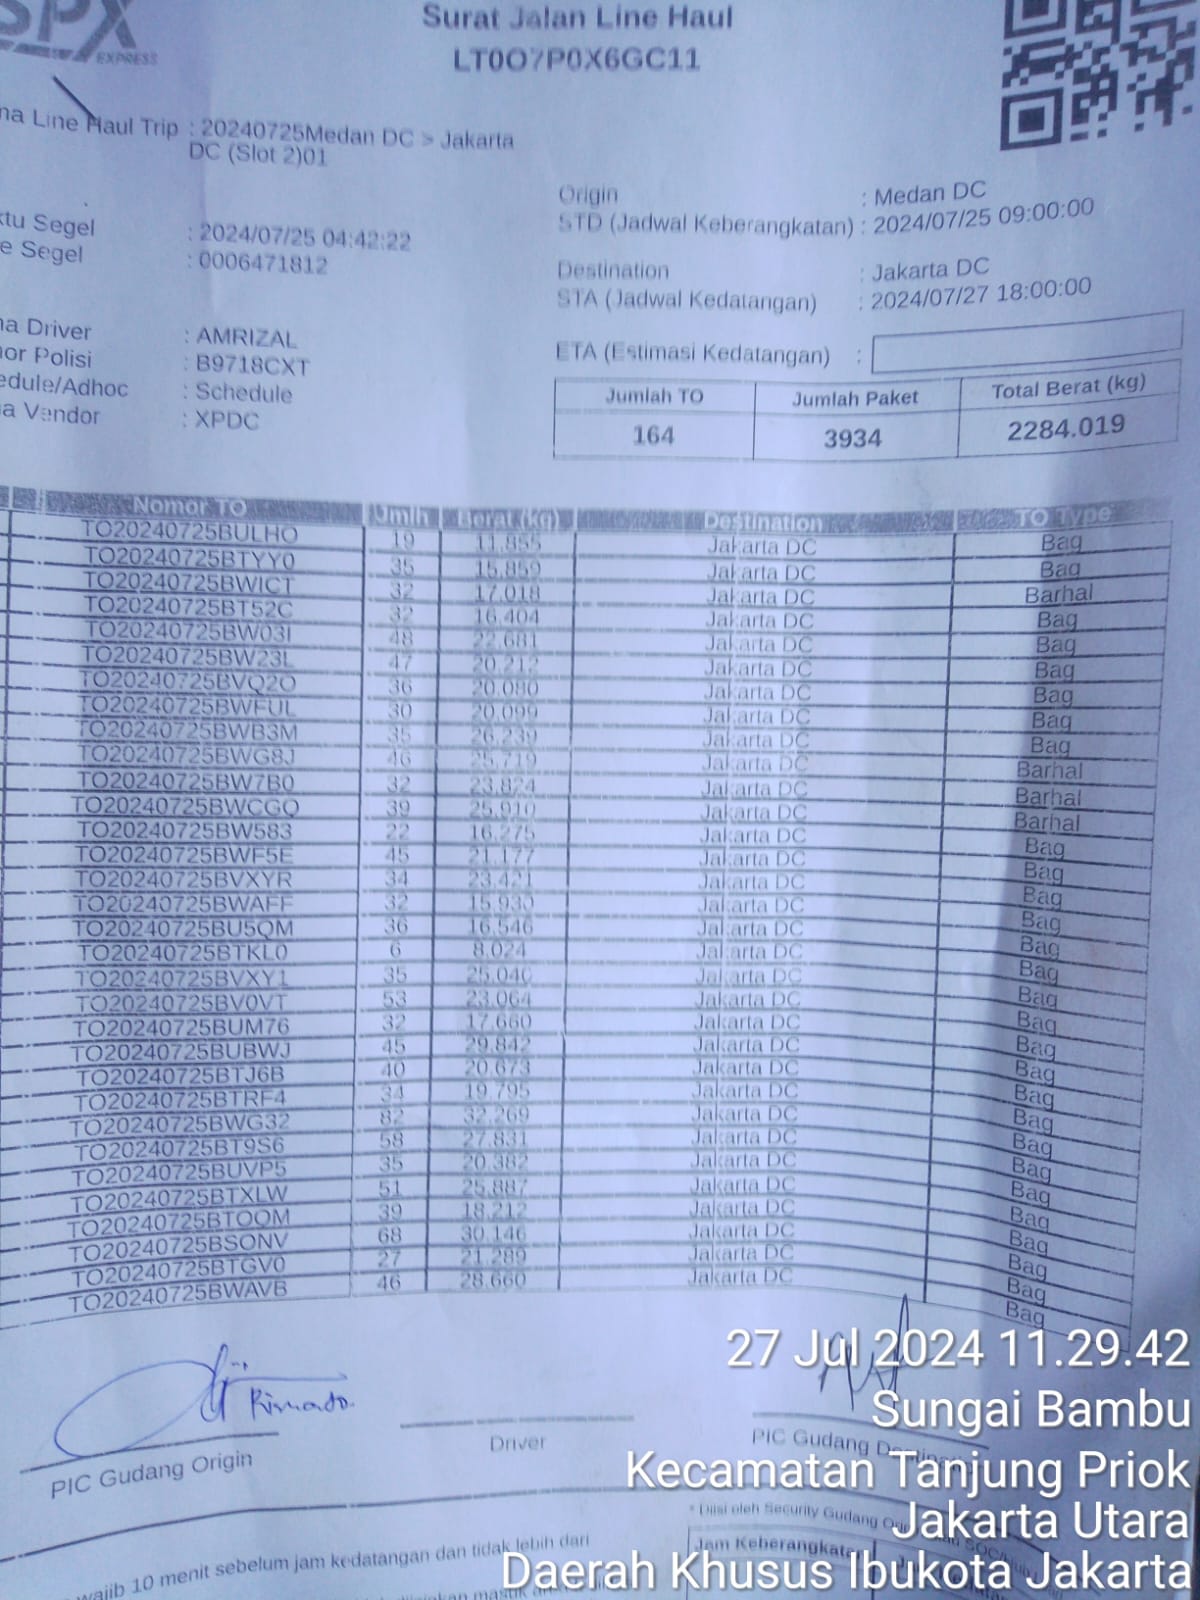 SPX
EXPRESS
Surat Jalan Line Haul
LT0O7P0X6GC11
ma Line Haul Trip : 20240725Medan DC > Jakarta
DC (Slot 2)01
ktu Segel : 2024/07/25 04:42:22
e Segel : 0006471812
ma Driver : AMRIZAL
nor Polisi : B9718CXT
edule/Adhoc : Schedule
a Vendor : XPDC
Origin : Medan DC
STD (Jadwal Keberangkatan) : 2024/07/25 09:00:00
Destination : Jakarta DC
STA (Jadwal Kedatangan) : 2024/07/27 18:00:00
ETA (Estimasi Kedatangan) :
Jumlah TO Jumlah Paket Total Berat (kg)
164 3934 2284.019
Nomor TO Jmlh Berat (kg) Destination TO Type
TO20240725BULHO 19 11.855 Jakarta DC Bag
TO20240725BTYY0 35 15.859 Jakarta DC Bag
TO20240725BWICT 32 17.018 Jakarta DC Barhal
TO20240725BT52C 32 16.404 Jakarta DC Bag
TO20240725BW03I 48 22.681 Jakarta DC Bag
TO20240725BW23L 47 20.212 Jakarta DC Bag
TO20240725BVQ2O 36 20.080 Jakarta DC Bag
TO20240725BWFUL 30 20.099 Jakarta DC Bag
TO20240725BWB3M 35 26.239 Jakarta DC Bag
TO20240725BWG8J 46 25.719 Jakarta DC Barhal
TO20240725BW7B0 32 23.824 Jakarta DC Barhal
TO20240725BWCGQ 39 25.910 Jakarta DC Barhal
TO20240725BW583 22 16.275 Jakarta DC Bag
TO20240725BWF5E 45 21.177 Jakarta DC Bag
TO20240725BVXYR 34 23.421 Jakarta DC Bag
TO20240725BWAFF 32 15.930 Jakarta DC Bag
TO20240725BU5QM 36 16.546 Jakarta DC Bag
TO20240725BTKL0 6 8.024 Jakarta DC Bag
TO20240725BVXY1 35 25.040 Jakarta DC Bag
TO20240725BV0VT 53 23.064 Jakarta DC Bag
TO20240725BUM76 32 17.660 Jakarta DC Bag
TO20240725BUBWJ 45 29.842 Jakarta DC Bag
TO20240725BTJ6B 40 20.673 Jakarta DC Bag
TO20240725BTRF4 34 19.795 Jakarta DC Bag
TO20240725BWG32 82 32.269 Jakarta DC Bag
TO20240725BT9S6 58 27.831 Jakarta DC Bag
TO20240725BUVP5 35 20.382 Jakarta DC Bag
TO20240725BTXLW 51 25.887 Jakarta DC Bag
TO20240725BTOQM 39 18.212 Jakarta DC Bag
TO20240725BSONV 68 30.146 Jakarta DC Bag
TO20240725BTGV0 27 21.289 Jakarta DC Bag
TO20240725BWAVB 46 28.660 Jakarta DC Bag
PIC Gudang Origin
Driver
PIC Gudang
* Diisi oleh Security Gudang
Jam Keberangkata
wajib 10 menit sebelum jam kedatangan dan tidak lebih dari
27 Jul 2024 11.29.42
Sungai Bambu
Kecamatan Tanjung Priok
Jakarta Utara
Daerah Khusus Ibukota Jakarta